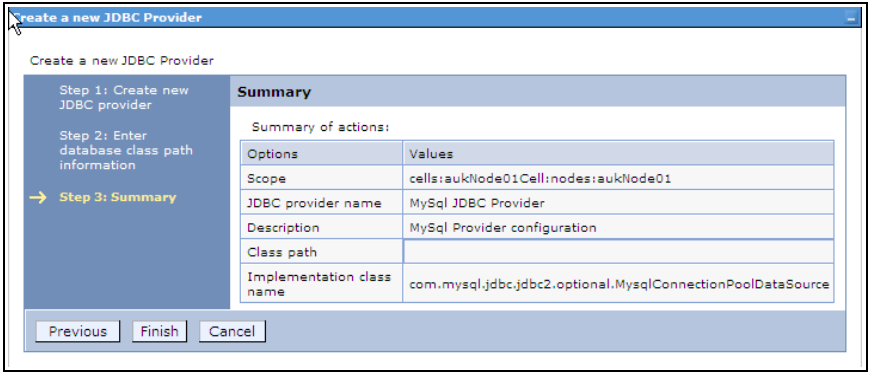 Create a new JDBC Provider
Create a new JDBC Provider
Step 1: Create new
JDBC provider
Step 2: Enter
database class path
information
Step 3: Summary
Summary
Summary of actions:
Options Values
Scope cells:aukNode01Cell:nodes:aukNode01
JDBC provider name MySql JDBC Provider
Description MySql Provider configuration
Class path
Implementation class
name com.mysql.jdbc.jdbc2.optional.MysqlConnectionPoolDataSource
Previous Finish Cancel